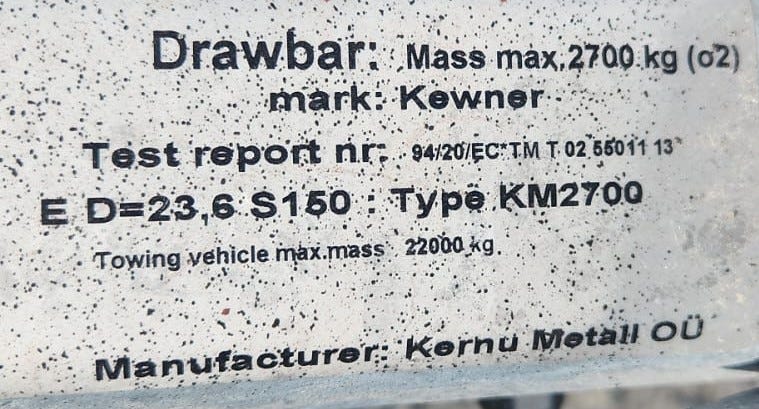 Drawbar: Mass max. 2700 kg (o2)
mark: Kewner
Test report nr: 94/20/EC*TM T 02 55011 13
E D=23,6 S150 : Type KM2700
Towing vehicle max.mass 22000 kg.
Manufacturer: Kernu Metall OÜ